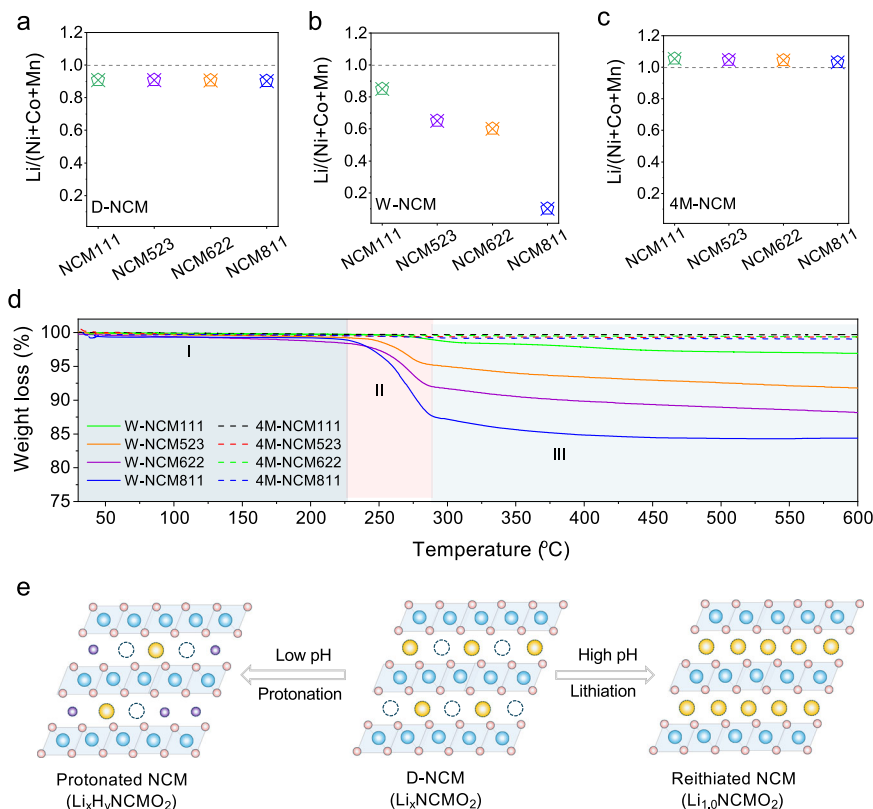 a
b
c
1.2
1.0
0.8
0.6
0.4
0.2
Li/(Ni+Co+Mn)
D-NCM
NCM111
NCM523
NCM622
NCM811
1.2
1.0
0.8
0.6
0.4
0.2
Li/(Ni+Co+Mn)
W-NCM
NCM111
NCM523
NCM622
NCM811
1.2
1.0
0.8
0.6
0.4
0.2
Li/(Ni+Co+Mn)
4M-NCM
NCM111
NCM523
NCM622
NCM811
d
100
95
90
85
80
75
Weight loss (%)
I
II
III
W-NCM111
W-NCM523
W-NCM622
W-NCM811
4M-NCM111
4M-NCM523
4M-NCM622
4M-NCM811
50 100 150 200 250 300 350 400 450 500 550 600
Temperature (°C)
e
Low pH
Protonation
High pH
Lithiation
Protonated NCM
(LiₓHᵧNCMO₂)
D-NCM
(LiₓNCMO₂)
Reithiated NCM
(Li₁.₀NCMO₂)